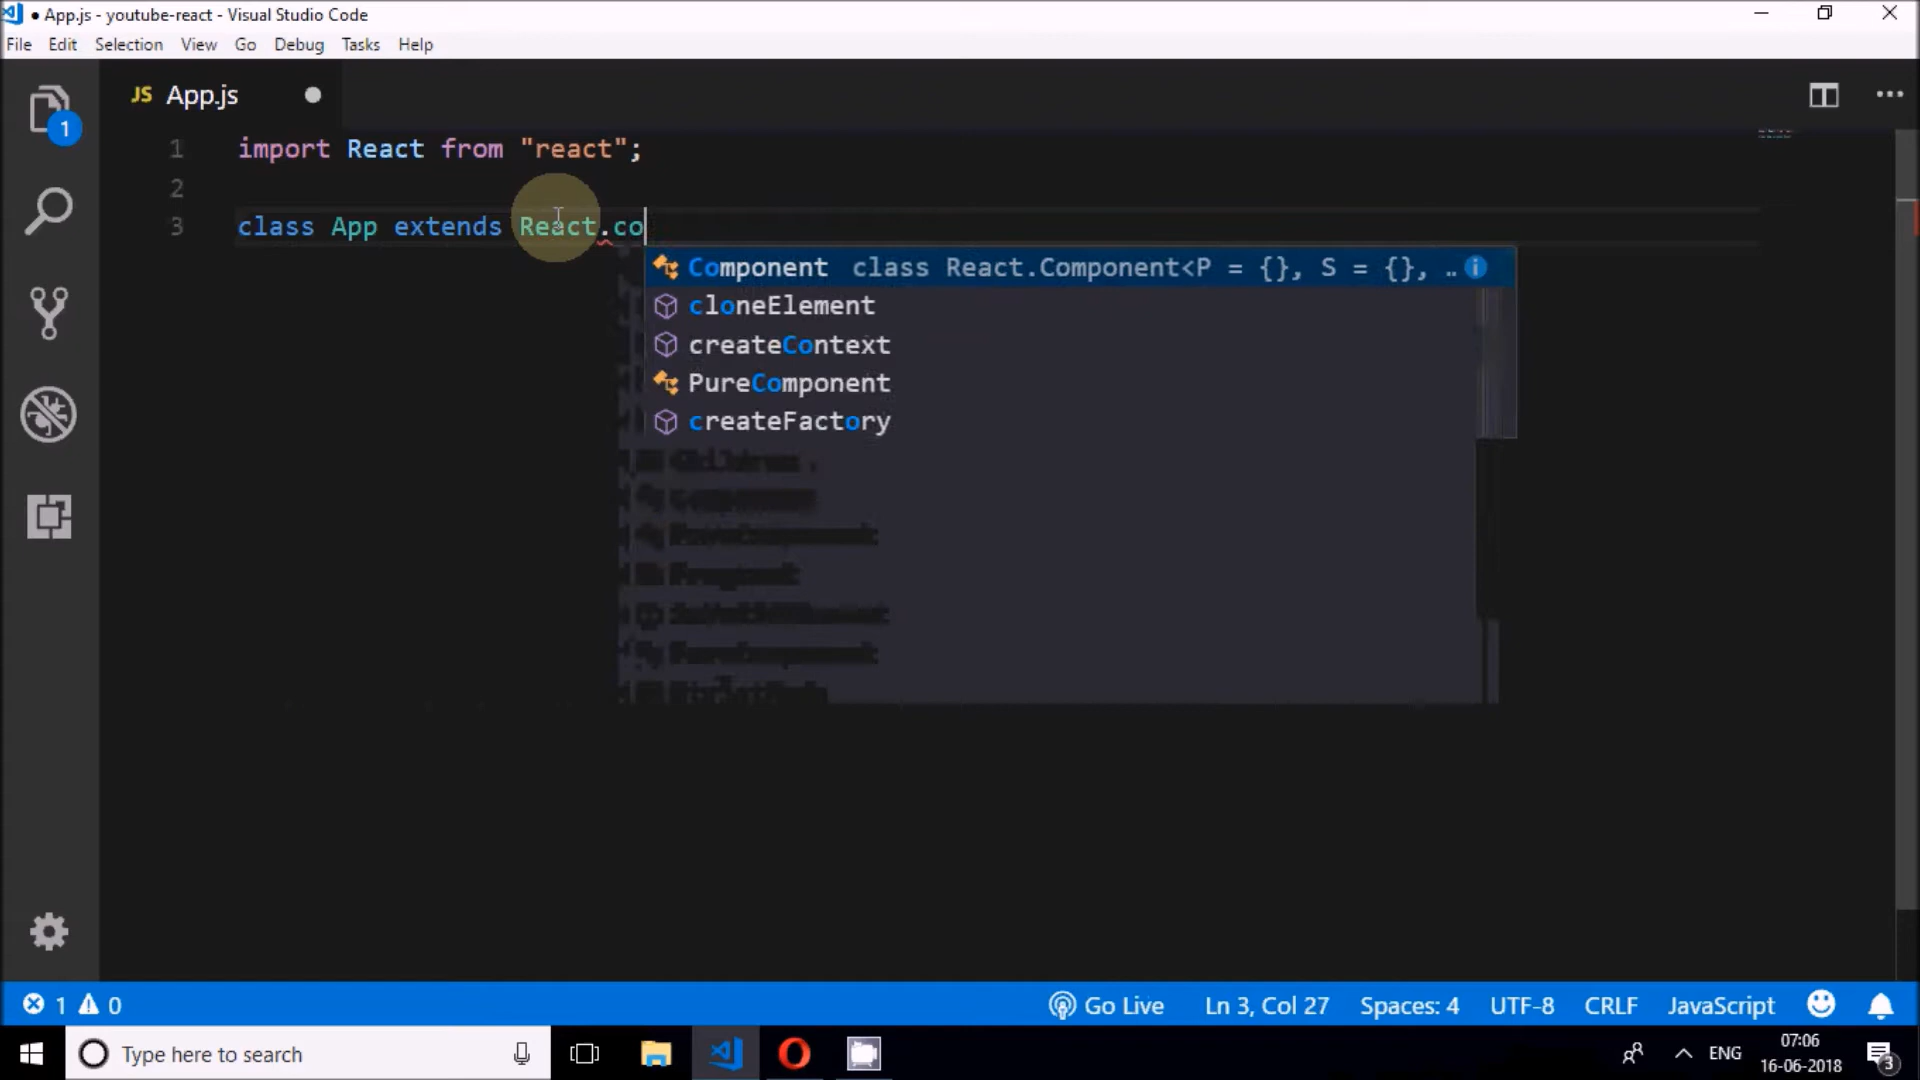 ● App.js - youtube-react - Visual Studio Code
File Edit Selection View Go Debug Tasks Help
1
JS App.js
1 import React from "react";
2
3 class App extends React.co
Component class React.Component<P = {}, S = {}, ..
cloneElement
createContext
PureComponent
createFactory
1 0 Go Live Ln 3, Col 27 Spaces: 4 UTF-8 CRLF JavaScript
Type here to search
ENG
07:06
16-06-2018
3